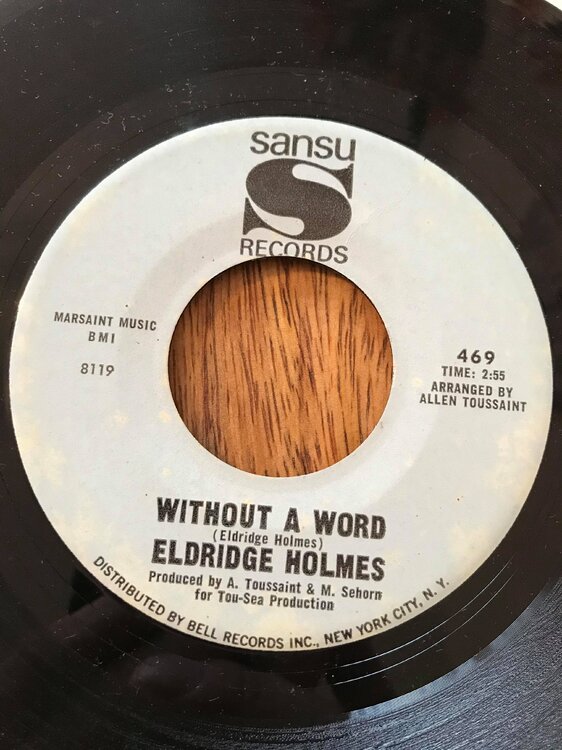 sansu
S
RECORDS
MARSAINT MUSIC
BMI
8119
469
TIME: 2:55
ARRANGED BY
ALLEN TOUSSAINT
WITHOUT A WORD
(Eldridge Holmes)
ELDRIDGE HOLMES
Produced by A. Toussaint & M. Sehorn
for Tou-Sea Production
DISTRIBUTED BY BELL RECORDS INC., NEW YORK CITY, N. Y.